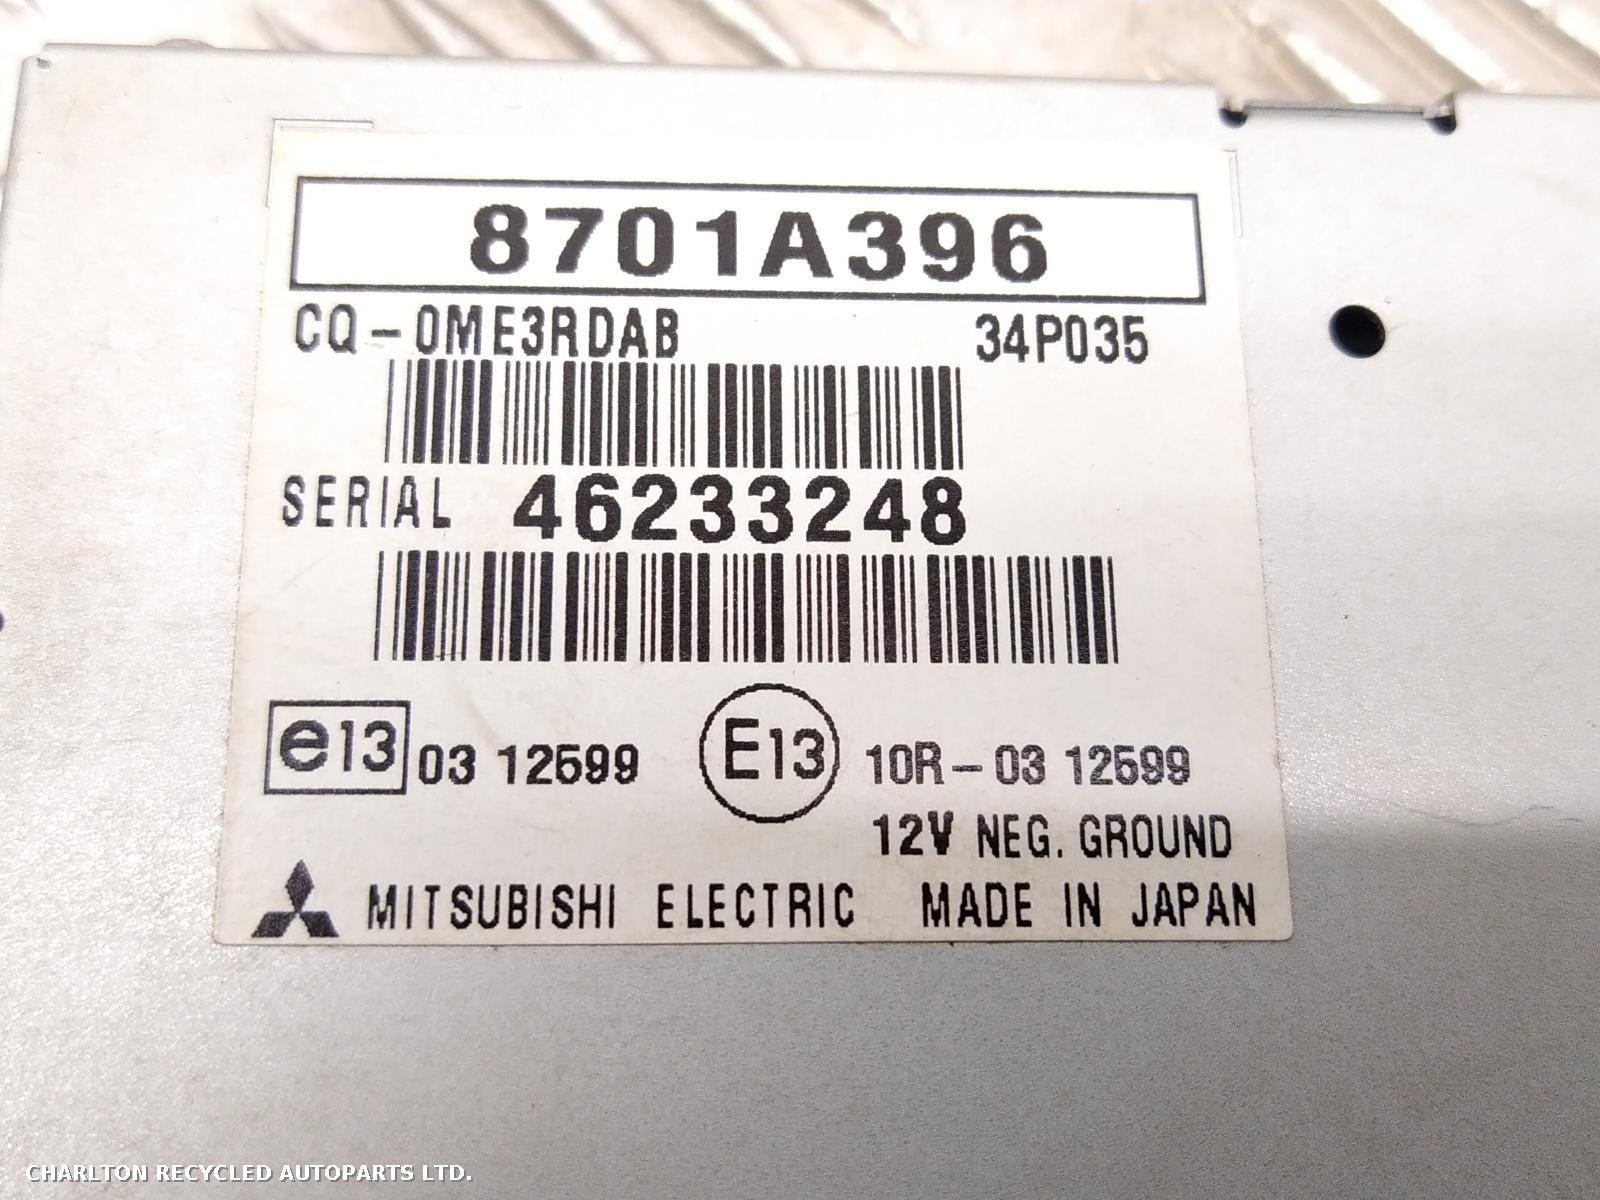 8701A396
CQ-0ME3RDAB 34P035
SERIAL 46233248
e13 03 12599 E13 10R-03 12599
12V NEG. GROUND
MITSUBISHI ELECTRIC MADE IN JAPAN
CHARLTON RECYCLED AUTOPARTS LTD.